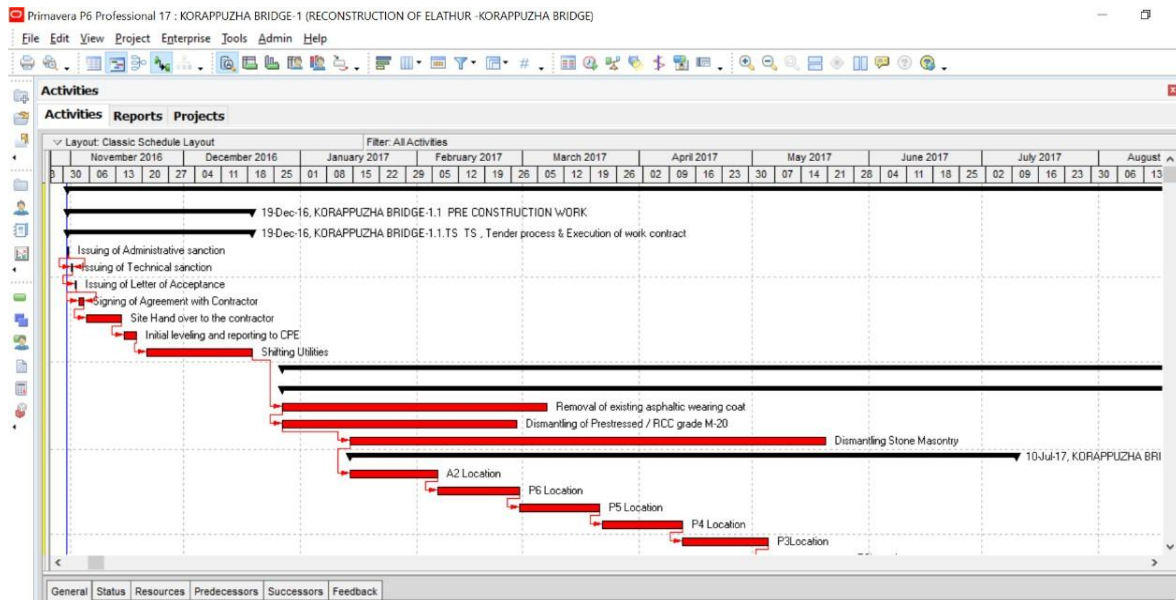 Primavera P6 Professional 17 : KORAPPUZHA BRIDGE-1 (RECONSTRUCTION OF ELATHUR -KORAPUZHA BRIDGE)
File Edit View Project Enterprise Tools Admin Help
Activities
Activities Reports Projects
Layout: Classic Schedule Layout Filter: All Activities
November 2016 December 2016 January 2017 February 2017 March 2017 April 2017 May 2017 June 2017 July 2017 August
3 30 06 13 20 27 04 11 18 25 01 08 15 22 29 05 12 19 26 05 12 19 26 02 09 16 23 30 07 14 21 28 04 11 18 25 02 09 16 23 30 06 13
19-Dec-16, KORAPPUZHA BRIDGE-1.1 PRE CONSTRUCTION WORK
19-Dec-16, KORAPPUZHA BRIDGE-1.1.TS TS , Tender process & Execution of work contract
Issuing of Administrative sanction
Issuing of Technical sanction
Issuing of Letter of Acceptance
Signing of Agreement with Contractor
Site Hand over to the contractor
Initial leveling and reporting to CPE
Shifting Utilities
Removal of existing asphaltic wearing coat
Dismantling of Prestressed / RCC grade M-20
Dismantling Stone Masontry
10-Jul-17, KORAPPUZHA BRI
A2 Location
P6 Location
P5 Location
P4 Location
P3Location
General Status Resources Predecessors Successors Feedback